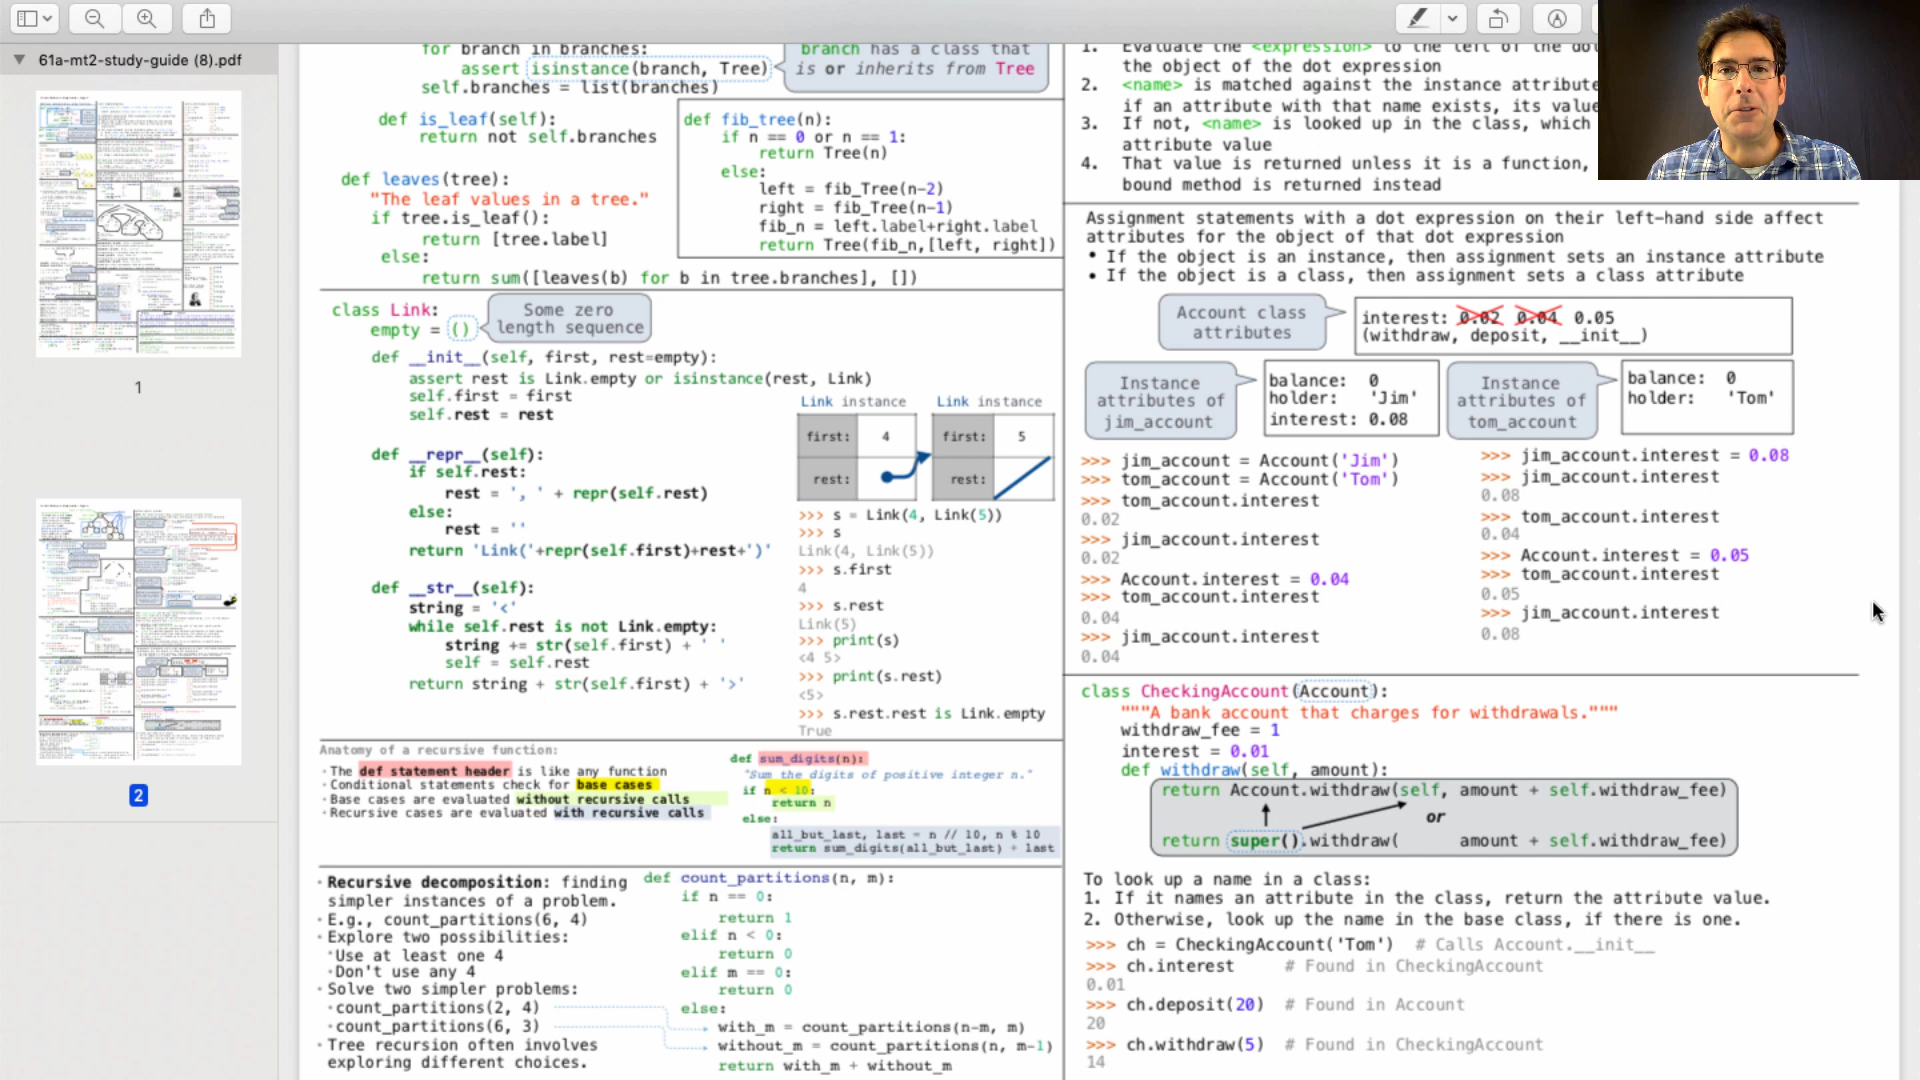 61a-mt2-study-guide (8).pdf
1
2
for branch in branches:
assert isinstance(branch, Tree)
self.branches = list(branches)
branch has a class that
is or inherits from Tree
def is_leaf(self):
return not self.branches
def leaves(tree):
"The leaf values in a tree."
if tree.is_leaf():
return [tree.label]
else:
return sum([leaves(b) for b in tree.branches], [])
def fib_tree(n):
if n == 0 or n == 1:
return Tree(n)
else:
left = fib_Tree(n-2)
right = fib_Tree(n-1)
fib_n = left.label+right.label
return Tree(fib_n,[left, right])
class Link:
empty = ()
Some zero
length sequence
def __init__(self, first, rest=empty):
assert rest is Link.empty or isinstance(rest, Link)
self.first = first
self.rest = rest
def __repr__(self):
if self.rest:
rest = ', ' + repr(self.rest)
else:
rest = ''
return 'Link('+repr(self.first)+rest+')'
def __str__(self):
string = '<'
while self.rest is not Link.empty:
string += str(self.first) + ' '
self = self.rest
return string + str(self.first) + '>'
Link instance Link instance
first: 4 first: 5
rest: rest:
>>> s = Link(4, Link(5))
>>> s
Link(4, Link(5))
>>> s.first
4
>>> s.rest
Link(5)
>>> print(s)
<4 5>
>>> print(s.rest)
<5>
>>> s.rest.rest is Link.empty
True
Anatomy of a recursive function:
• The def statement header is like any function
• Conditional statements check for base cases
• Base cases are evaluated without recursive calls
• Recursive cases are evaluated with recursive calls
def sum_digits(n):
"Sum the digits of positive integer n."
if n < 10:
return n
else:
all_but_last, last = n // 10, n % 10
return sum_digits(all_but_last) + last
• Recursive decomposition: finding
simpler instances of a problem.
• E.g., count_partitions(6, 4)
• Explore two possibilities:
• Use at least one 4
• Don't use any 4
• Solve two simpler problems:
• count_partitions(2, 4)
• count_partitions(6, 3)
• Tree recursion often involves
exploring different choices.
def count_partitions(n, m):
if n == 0:
return 1
elif n < 0:
return 0
elif m == 0:
return 0
else:
with_m = count_partitions(n-m, m)
without_m = count_partitions(n, m-1)
return with_m + without_m
1. Evaluate the <expression> to the left of the dot
the object of the dot expression
2. <name> is matched against the instance attribute
if an attribute with that name exists, its value
3. If not, <name> is looked up in the class, which
attribute value
4. That value is returned unless it is a function,
bound method is returned instead
Assignment statements with a dot expression on their left-hand side affect
attributes for the object of that dot expression
• If the object is an instance, then assignment sets an instance attribute
• If the object is a class, then assignment sets a class attribute
Account class
attributes
interest: 0.02 0.04 0.05
(withdraw, deposit, __init__)
Instance
attributes of
jim_account
balance: 0
holder: 'Jim'
interest: 0.08
Instance
attributes of
tom_account
balance: 0
holder: 'Tom'
>>> jim_account = Account('Jim')
>>> tom_account = Account('Tom')
>>> tom_account.interest
0.02
>>> jim_account.interest
0.02
>>> Account.interest = 0.04
>>> tom_account.interest
0.04
>>> jim_account.interest
0.04
>>> jim_account.interest = 0.08
>>> jim_account.interest
0.08
>>> tom_account.interest
0.04
>>> Account.interest = 0.05
>>> tom_account.interest
0.05
>>> jim_account.interest
0.08
class CheckingAccount(Account):
"""A bank account that charges for withdrawals."""
withdraw_fee = 1
interest = 0.01
def withdraw(self, amount):
return Account.withdraw(self, amount + self.withdraw_fee)
or
return super().withdraw( amount + self.withdraw_fee)
To look up a name in a class:
1. If it names an attribute in the class, return the attribute value.
2. Otherwise, look up the name in the base class, if there is one.
>>> ch = CheckingAccount('Tom') # Calls Account.__init__
>>> ch.interest # Found in CheckingAccount
0.01
>>> ch.deposit(20) # Found in Account
20
>>> ch.withdraw(5) # Found in CheckingAccount
14